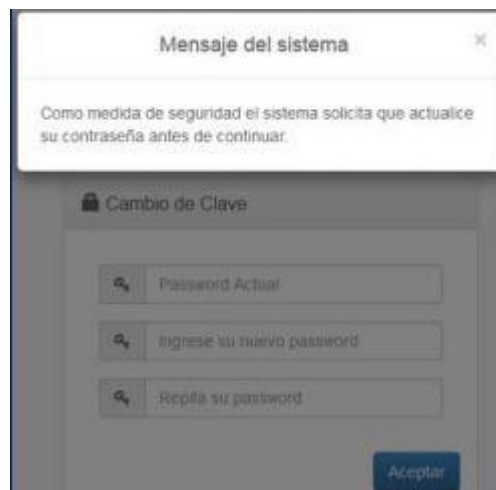 Mensaje del sistema
×
Como medida de seguridad el sistema solicita que actualice
su contraseña antes de continuar.
Cambio de Clave
Password Actual
Ingrese su nuevo password
Repita su password
Aceptar